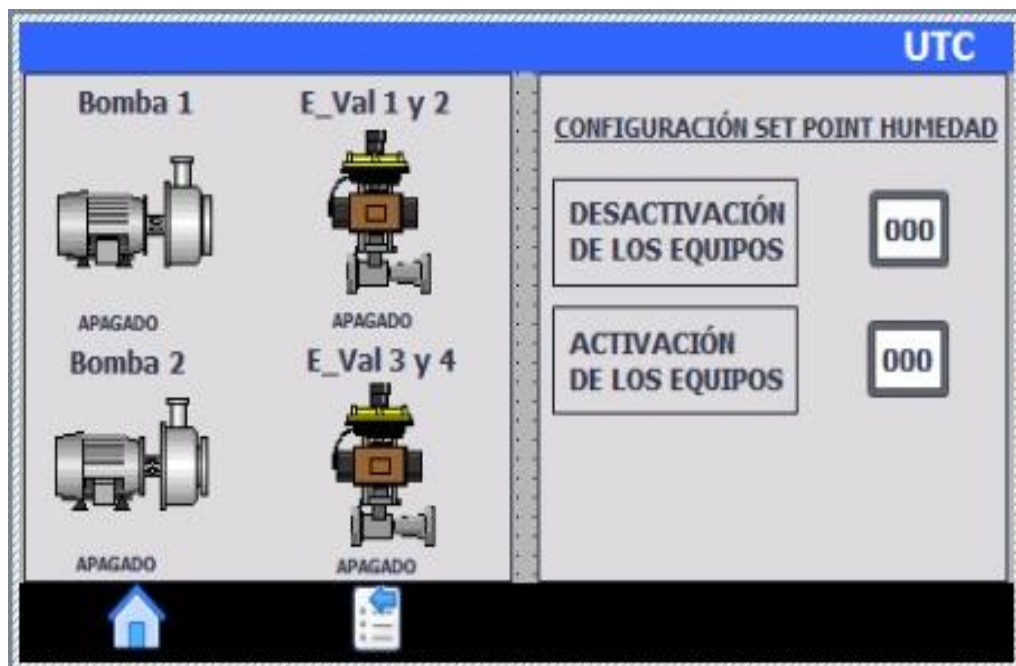 UTC
Bomba 1
E_Val 1 y 2
APAGADO
APAGADO
Bomba 2
E_Val 3 y 4
APAGADO
APAGADO
CONFIGURACIÓN SET POINT HUMEDAD
DESACTIVACIÓN
DE LOS EQUIPOS
000
ACTIVACIÓN
DE LOS EQUIPOS
000